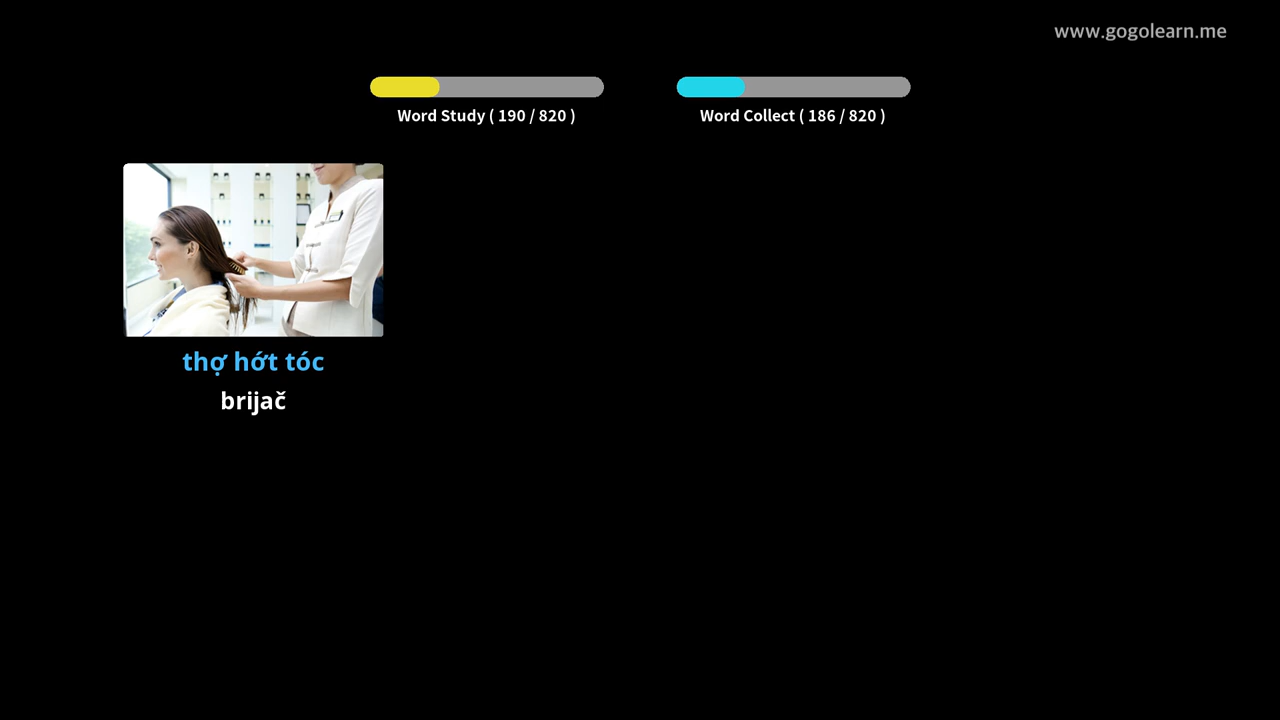 www.gogolearn.me
Word Study ( 190 / 820 )
Word Collect ( 186 / 820 )
thợ hớt tóc
brijač